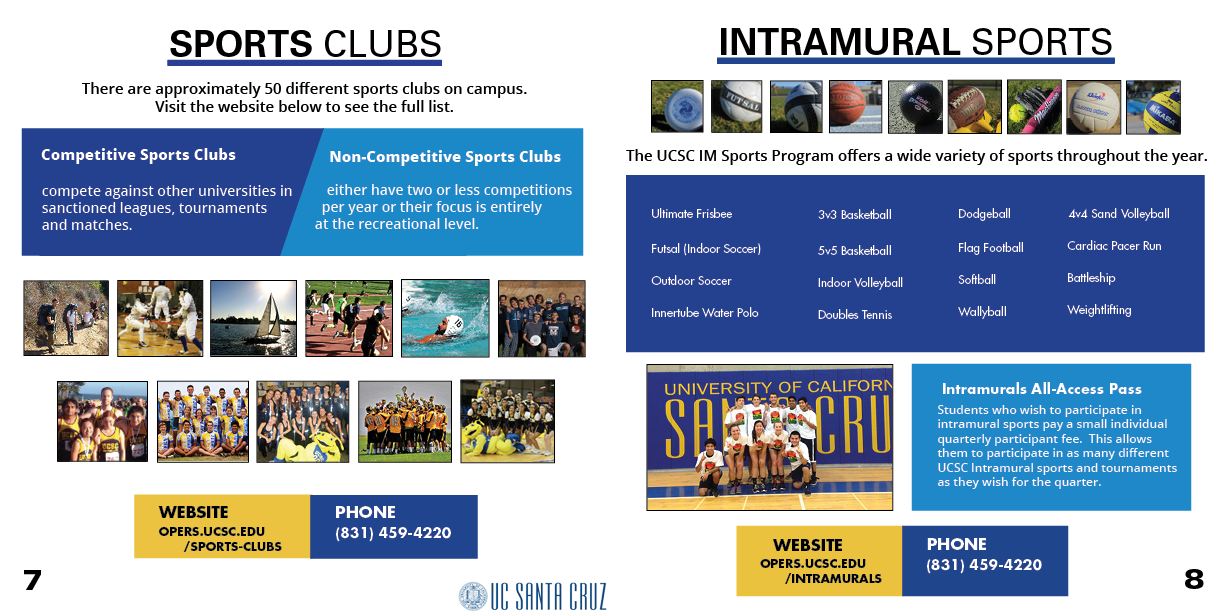 SPORTS CLUBS
There are approximately 50 different sports clubs on campus.
Visit the website below to see the full list.
Competitive Sports Clubs
compete against other universities in
sanctioned leagues, tournaments
and matches.
Non-Competitive Sports Clubs
either have two or less competitions
per year or their focus is entirely
at the recreational level.
WEBSITE
OPERS.UCSC.EDU
/SPORTS-CLUBS
PHONE
(831) 459-4220
7
UC SANTA CRUZ
INTRAMURAL SPORTS
FUTSAL
MIKASA
The UCSC IM Sports Program offers a wide variety of sports throughout the year.
Ultimate Frisbee
Futsal (Indoor Soccer)
Outdoor Soccer
Innertube Water Polo
3v3 Basketball
5v5 Basketball
Indoor Volleyball
Doubles Tennis
Dodgeball
Flag Football
Softball
Wallyball
4v4 Sand Volleyball
Cardiac Pacer Run
Battleship
Weightlifting
UNIVERSITY OF CALIFORN
SANTA CRU
Intramurals All-Access Pass
Students who wish to participate in
intramural sports pay a small individual
quarterly participant fee. This allows
them to participate in as many different
UCSC Intramural sports and tournaments
as they wish for the quarter.
WEBSITE
OPERS.UCSC.EDU
/INTRAMURALS
PHONE
(831) 459-4220
8